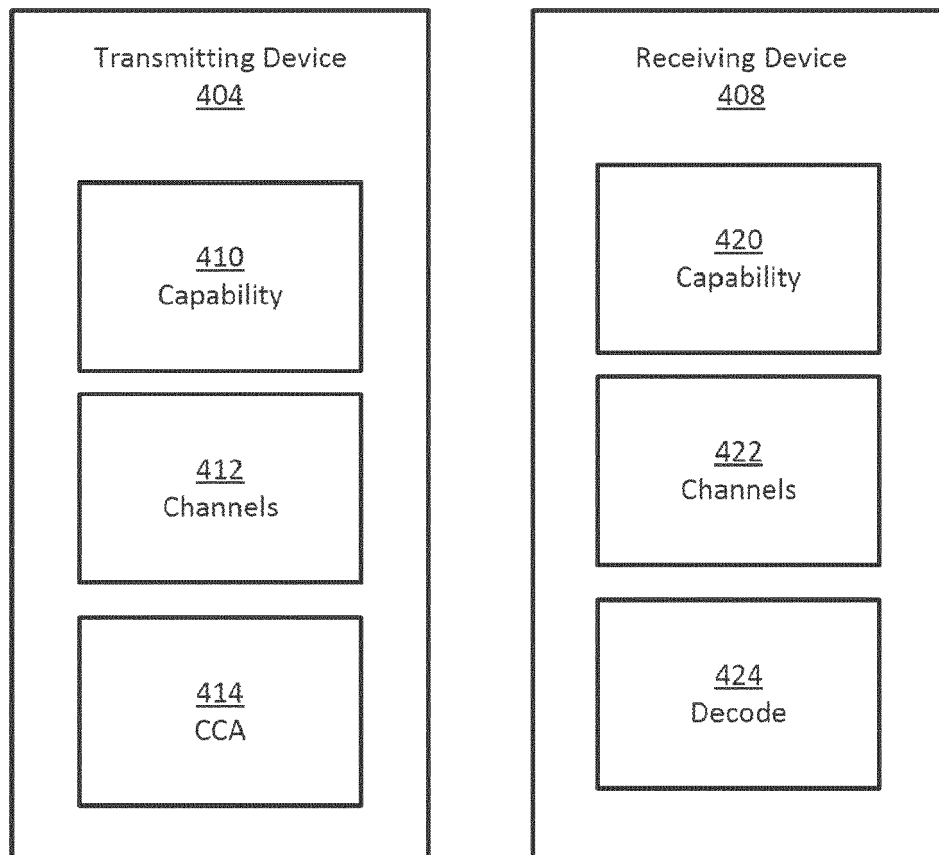 Transmitting Device
404
410
Capability
412
Channels
414
CCA
Receiving Device
408
420
Capability
422
Channels
424
Decode